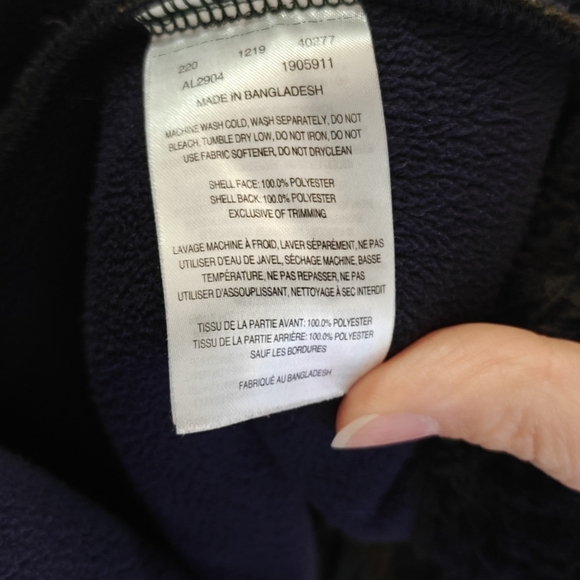 220 1219 40277
AL2904 1905911
MADE IN BANGLADESH
MACHINE WASH COLD, WASH SEPARATELY, DO NOT
BLEACH, TUMBLE DRY LOW, DO NOT IRON, DO NOT
USE FABRIC SOFTENER, DO NOT DRYCLEAN
SHELL FACE: 100.0% POLYESTER
SHELL BACK: 100.0% POLYESTER
EXCLUSIVE OF TRIMMING
LAVAGE MACHINE À FROID, LAVER SÉPARÉMENT, NE PAS
UTILISER D'EAU DE JAVEL, SÉCHAGE MACHINE, BASSE
TEMPÉRATURE, NE PAS REPASSER, NE PAS
UTILISER D'ASSOUPLISSANT, NETTOYAGE À SEC INTERDIT
TISSU DE LA PARTIE AVANT: 100.0% POLYESTER
TISSU DE LA PARTIE ARRIÈRE: 100.0% POLYESTER
SAUF LES BORDURES
FABRIQUÉ AU BANGLADESH